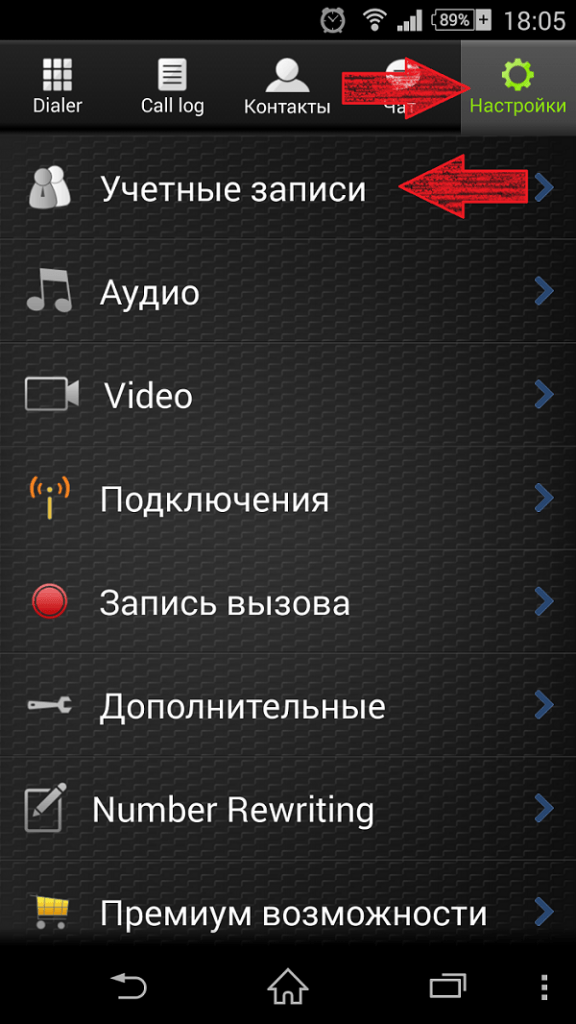 89% 18:05
Dialer Call log Контакты Чат Настройки
Учетные записи
Аудио
Video
Подключения
Запись вызова
Дополнительные
Number Rewriting
Премиум возможности